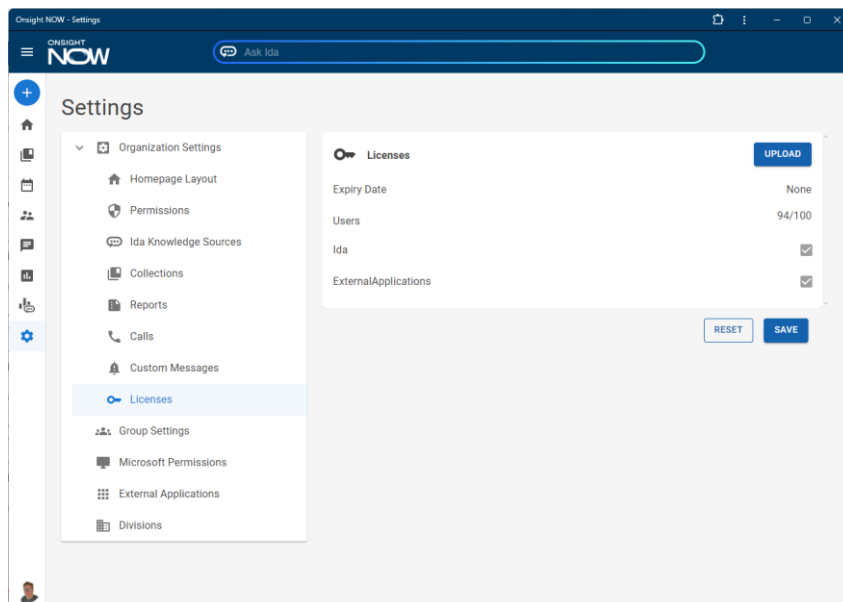 Onsight NOW - Settings
ONSIGHT
NOW
Ask Ida
Settings
Organization Settings
Homepage Layout
Permissions
Ida Knowledge Sources
Collections
Reports
Calls
Custom Messages
Licenses
Group Settings
Microsoft Permissions
External Applications
Divisions
Licenses
UPLOAD
Expiry Date None
Users 94/100
Ida
ExternalApplications
RESET SAVE